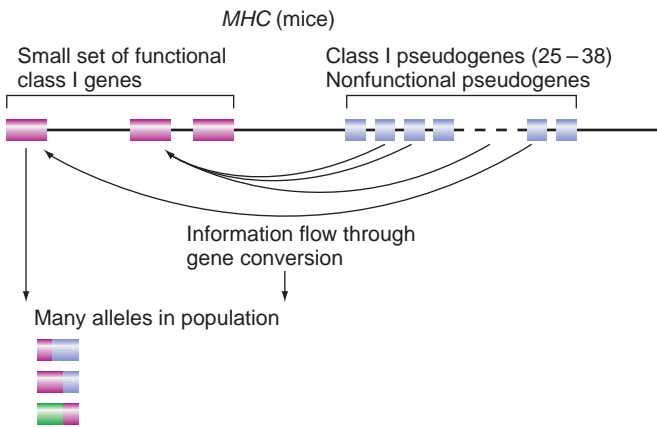 MHC (mice)
Small set of functional
class I genes
Class I pseudogenes (25–38)
Nonfunctional pseudogenes
Information flow through
gene conversion
Many alleles in population